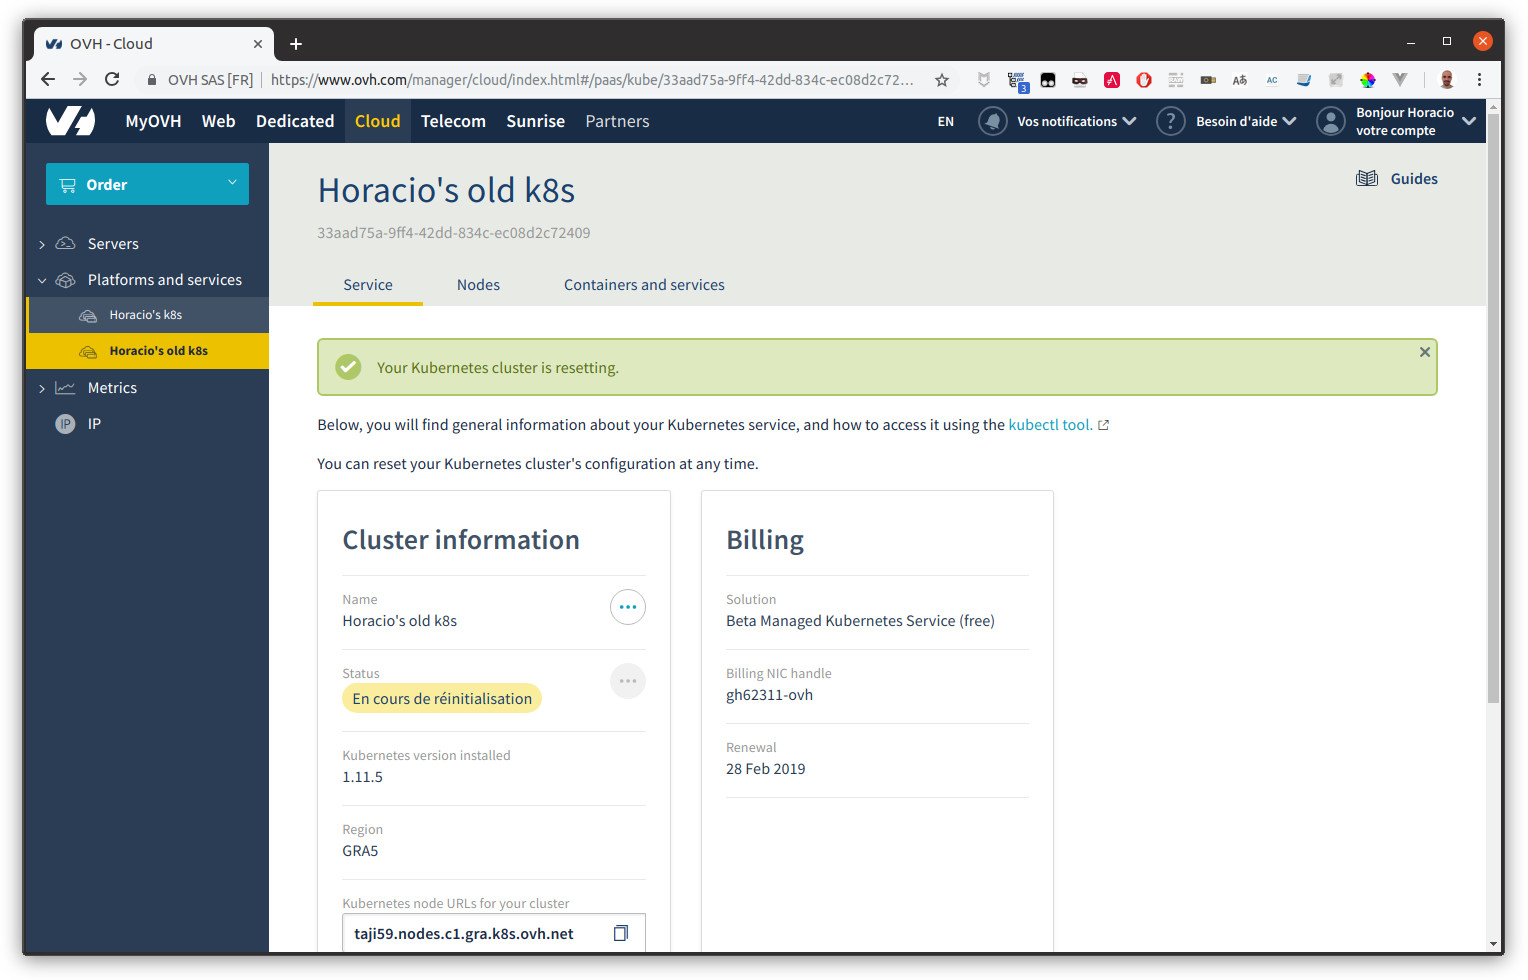 OVH - Cloud
OVH SAS [FR]
https://www.ovh.com/manager/cloud/index.html#/paas/kube/33aad75a-9ff4-42dd-834c-ec08d2c72...
3
AC
MyOVH
Web
Dedicated
Cloud
Telecom
Sunrise
Partners
EN
Vos notifications
?
Besoin d'aide
Bonjour Horacio
votre compte
Order
Servers
Platforms and services
Horacio's k8s
Horacio's old k8s
Metrics
IP
IP
Horacio's old k8s
33aad75a-9ff4-42dd-834c-ec08d2c72409
Guides
Service
Nodes
Containers and services
Your Kubernetes cluster is resetting.
Below, you will find general information about your Kubernetes service, and how to access it using the kubectl tool.
You can reset your Kubernetes cluster's configuration at any time.
Cluster information
Name
Horacio's old k8s
Status
En cours de réinitialisation
Kubernetes version installed
1.11.5
Region
GRA5
Kubernetes node URLs for your cluster
taji59.nodes.c1.gra.k8s.ovh.net
Billing
Solution
Beta Managed Kubernetes Service (free)
Billing NIC handle
gh62311-ovh
Renewal
28 Feb 2019